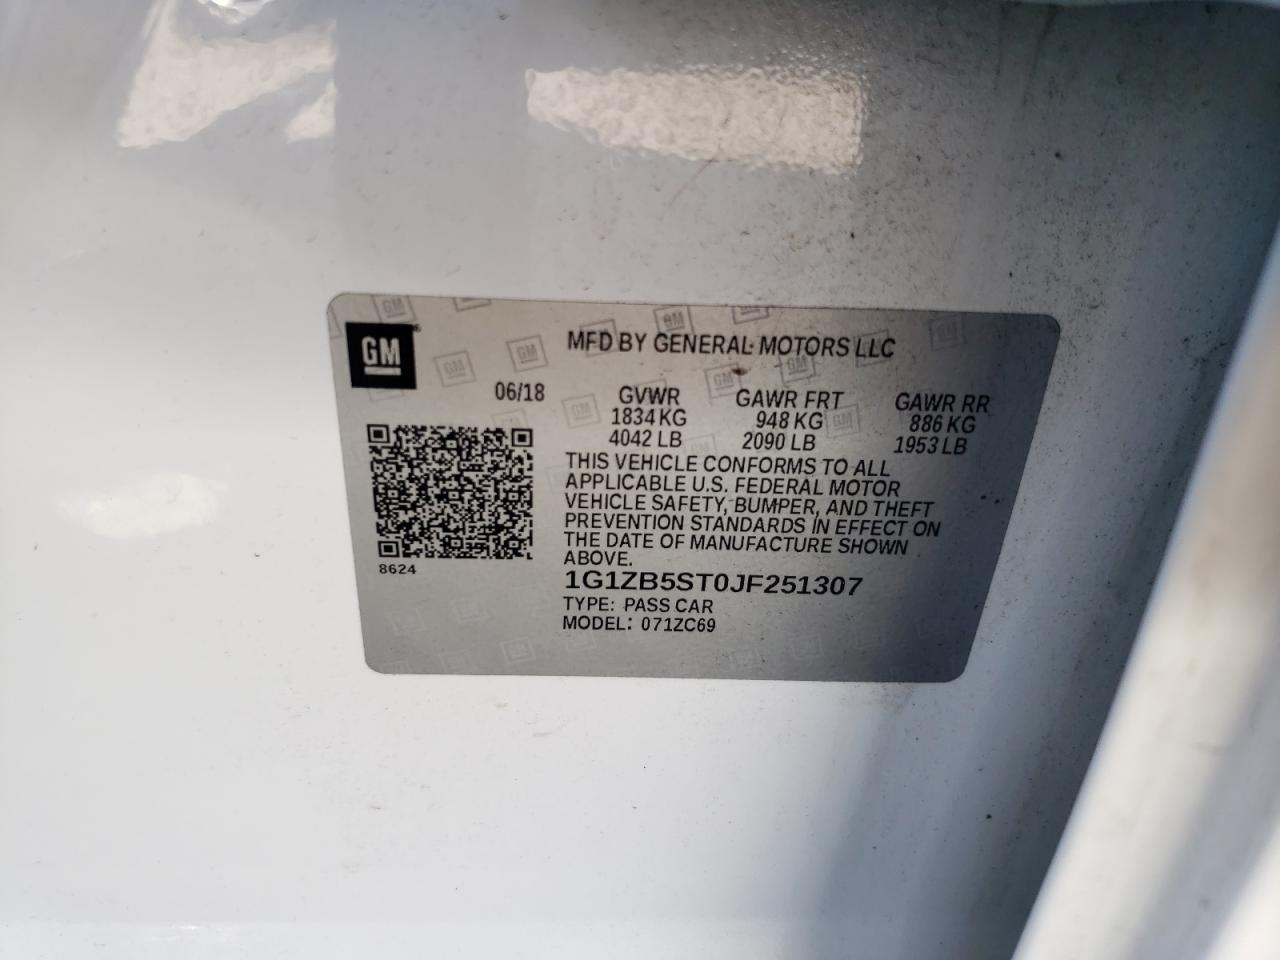 GM
MFD BY GENERAL MOTORS LLC
06/18
GVWR GAWR FRT GAWR RR
1834 KG 948 KG 886 KG
4042 LB 2090 LB 1953 LB
THIS VEHICLE CONFORMS TO ALL
APPLICABLE U.S. FEDERAL MOTOR
VEHICLE SAFETY, BUMPER, AND THEFT
PREVENTION STANDARDS IN EFFECT ON
THE DATE OF MANUFACTURE SHOWN
ABOVE.
8624
1G1ZB5ST0JF251307
TYPE: PASS CAR
MODEL: 071ZC69